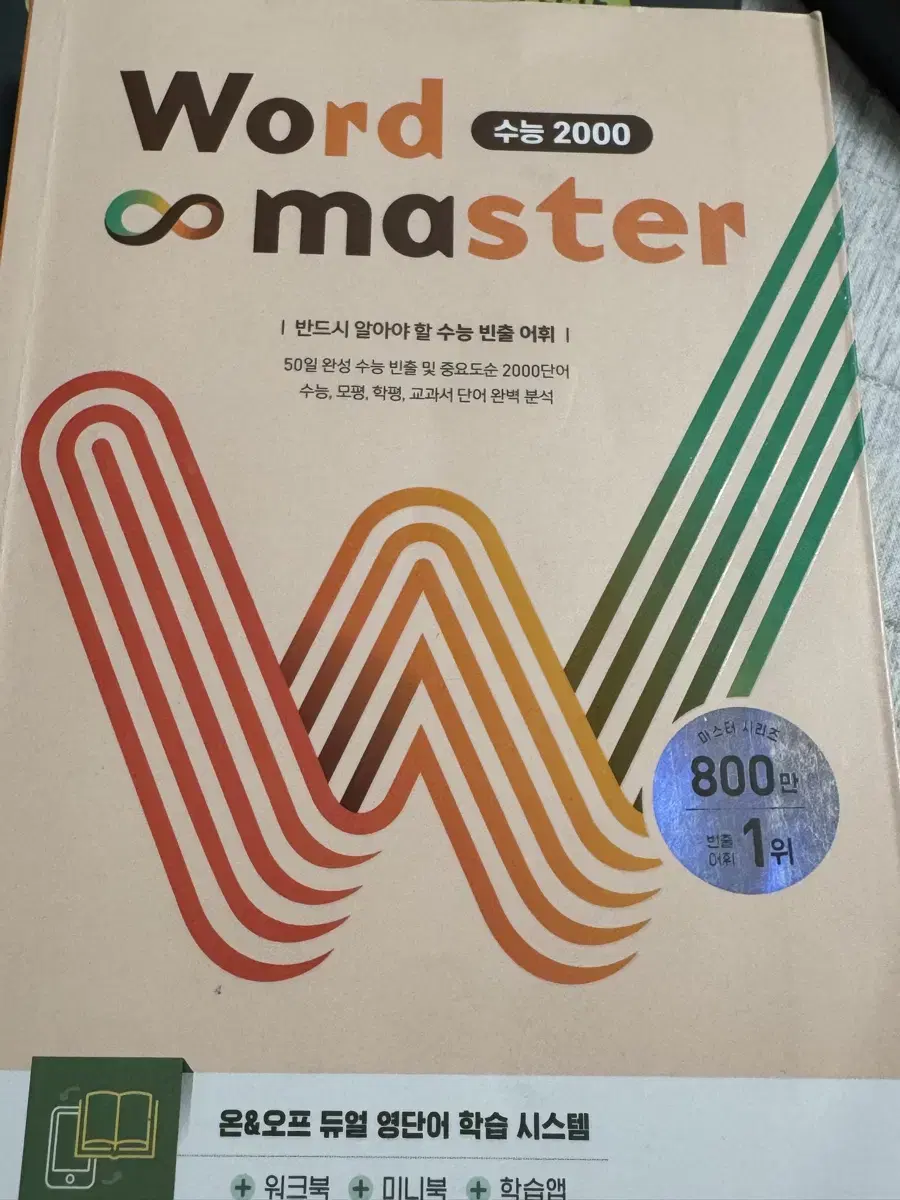 Word 수능 2000
master
| 반드시 알아야 할 수능 빈출 어휘 |
50일 완성 수능 빈출 및 중요도순 2000단어
수능, 모평, 학평, 교과서 단어 완벽 분석
마스터 시리즈
800만
빈출
어휘 1위
온&오프 듀얼 영단어 학습 시스템
+ 워크북 + 미니북 + 학습앱